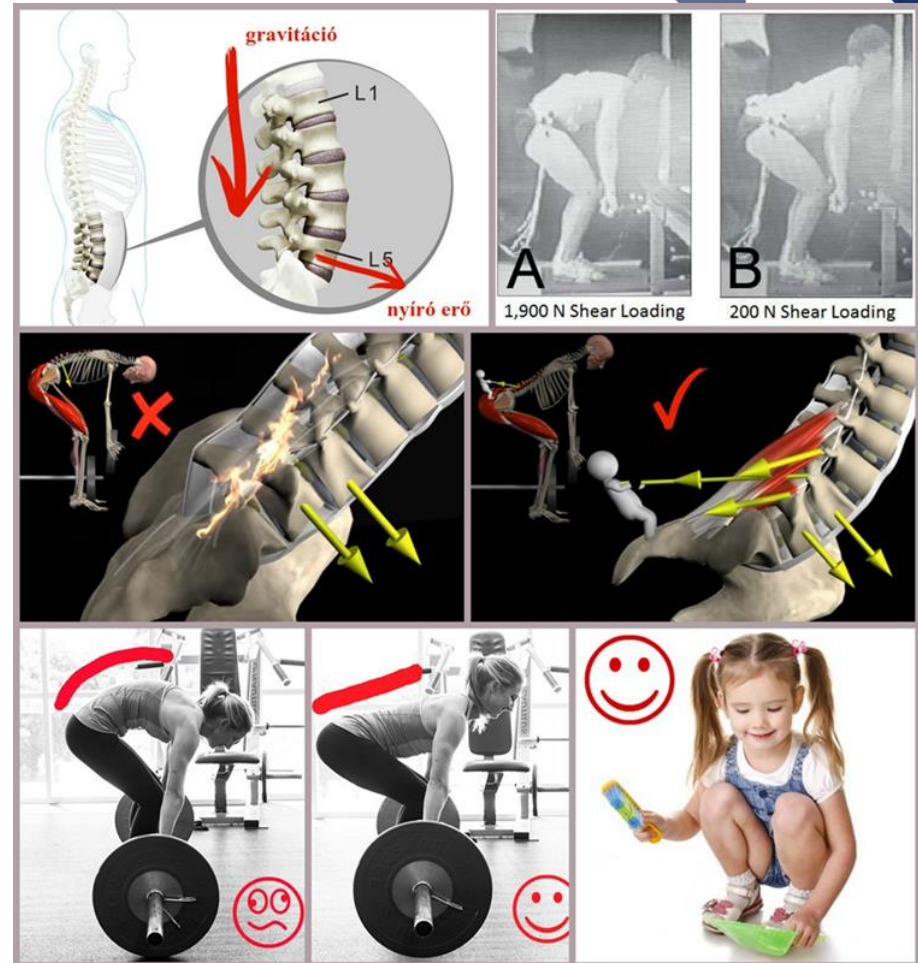 gravitáció
L1
L5
nyíró erő
A
B
1,900 N Shear Loading
200 N Shear Loading